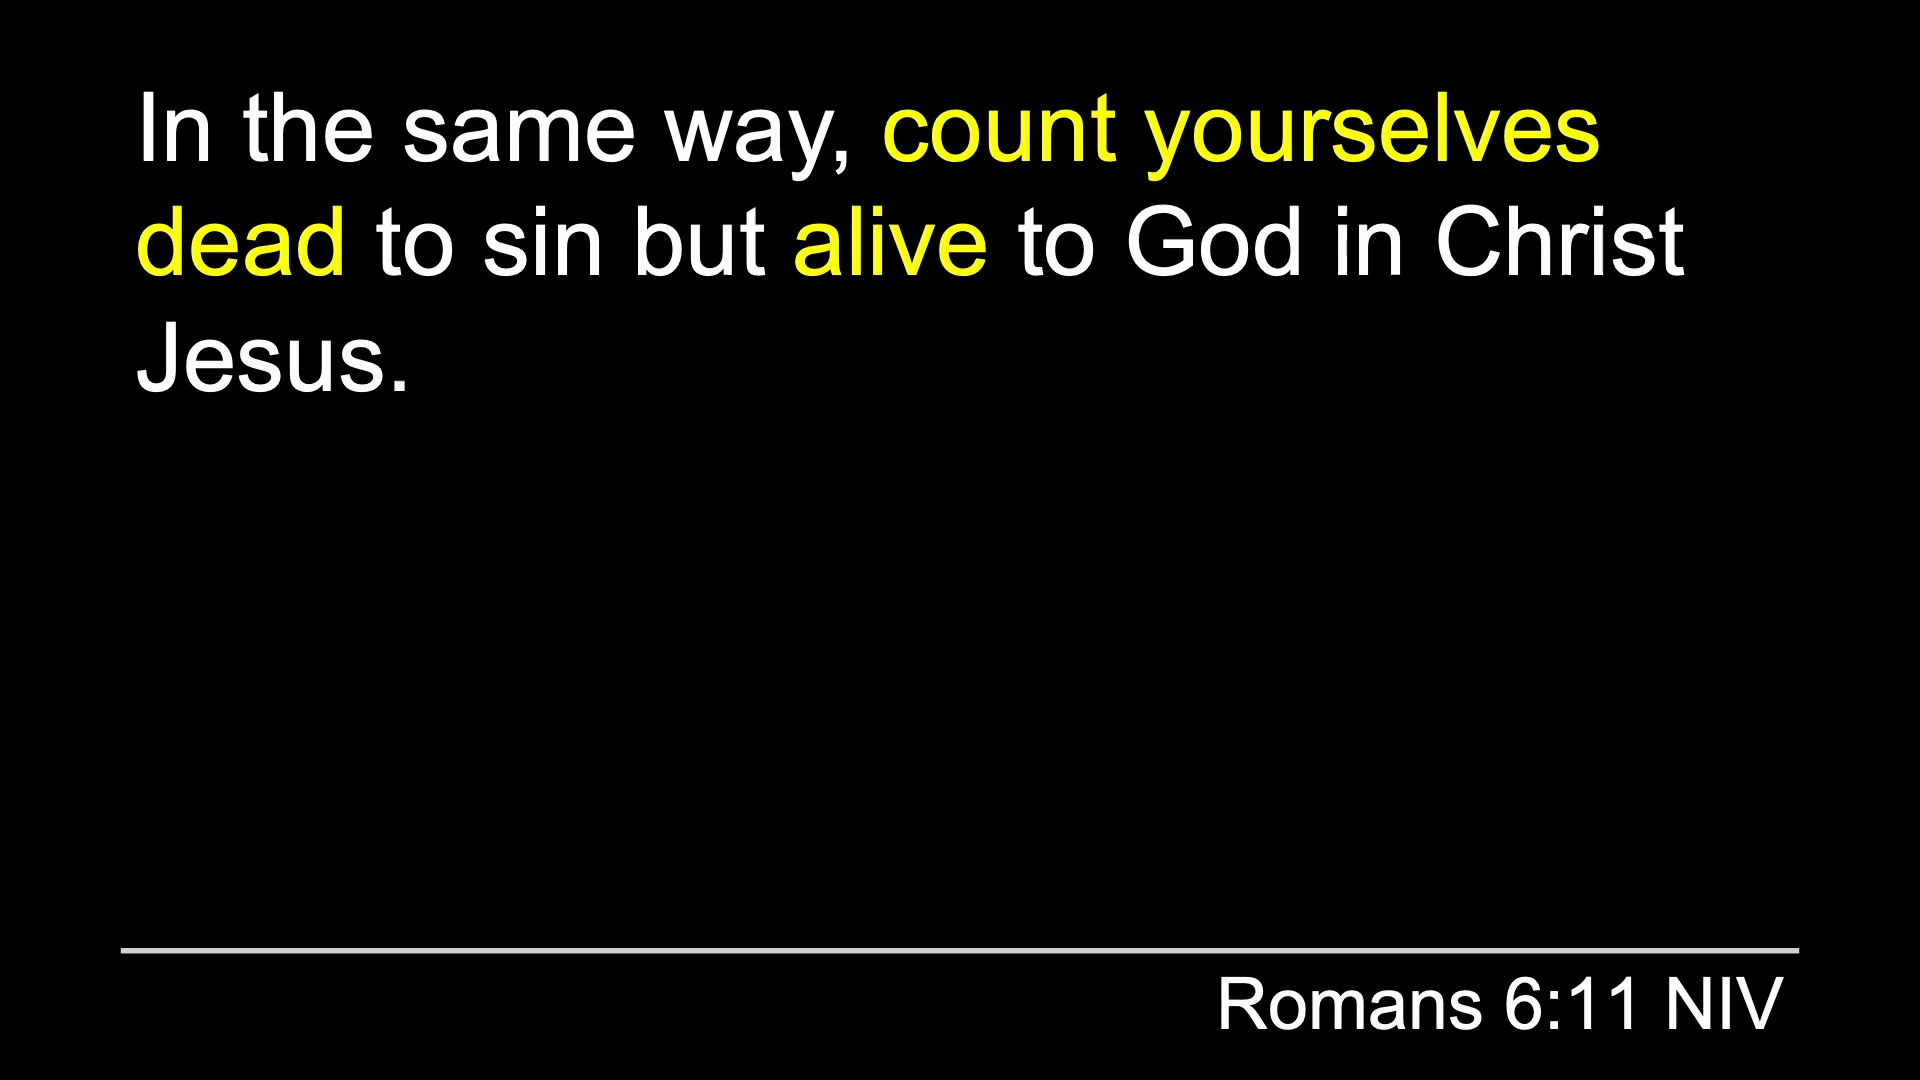 In the same way, count yourselves
dead to sin but alive to God in Christ
Jesus.
Romans 6:11 NIV